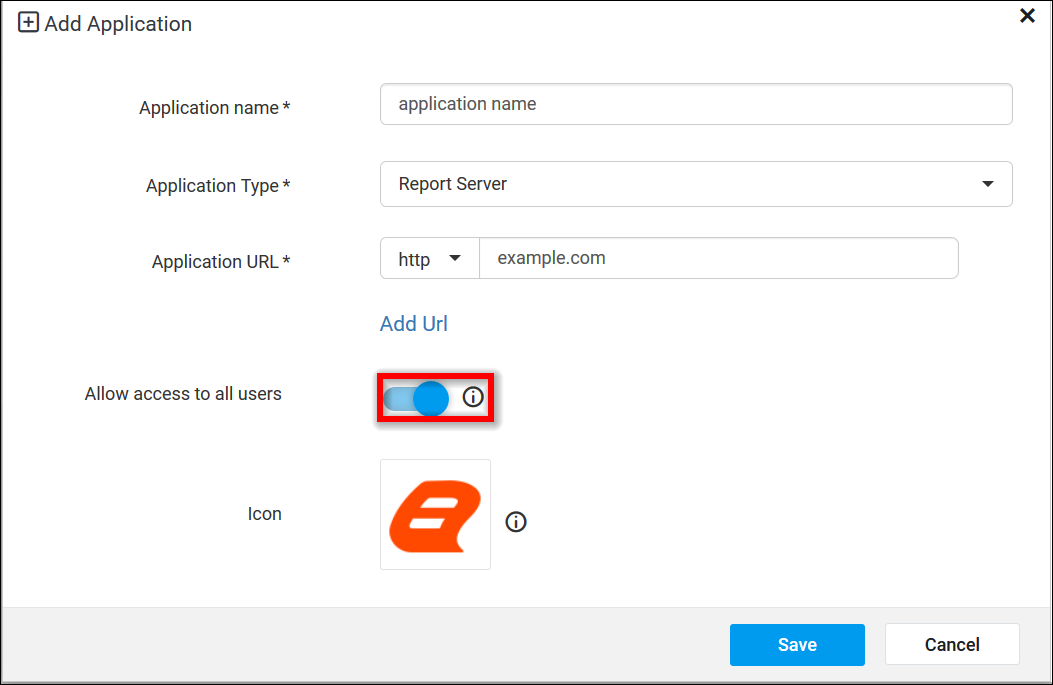 Add Application
Application name *
application name
Application Type *
Report Server
Application URL *
http
example.com
Add Url
Allow access to all users
Icon
Save
Cancel